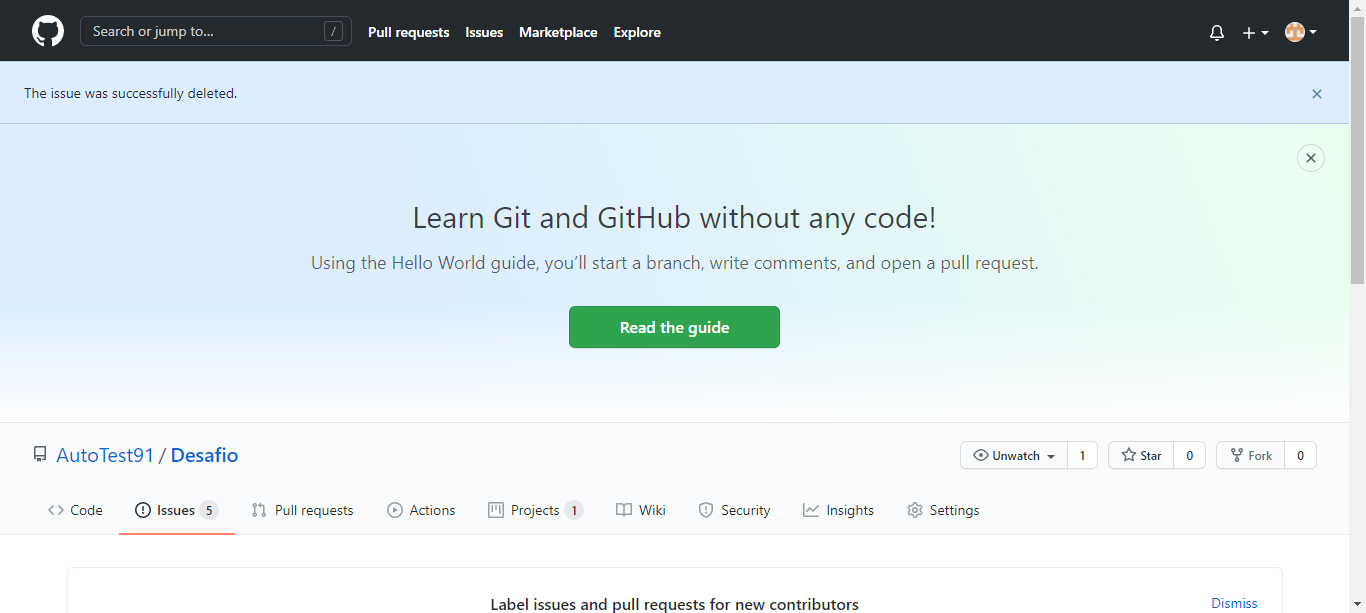 Search or jump to... / Pull requests Issues Marketplace Explore
The issue was successfully deleted.
Learn Git and GitHub without any code!
Using the Hello World guide, you’ll start a branch, write comments, and open a pull request.
Read the guide
AutoTest91 / Desafio Unwatch 1 Star 0 Fork 0
Code Issues 5 Pull requests Actions Projects 1 Wiki Security Insights Settings
Label issues and pull requests for new contributors Dismiss